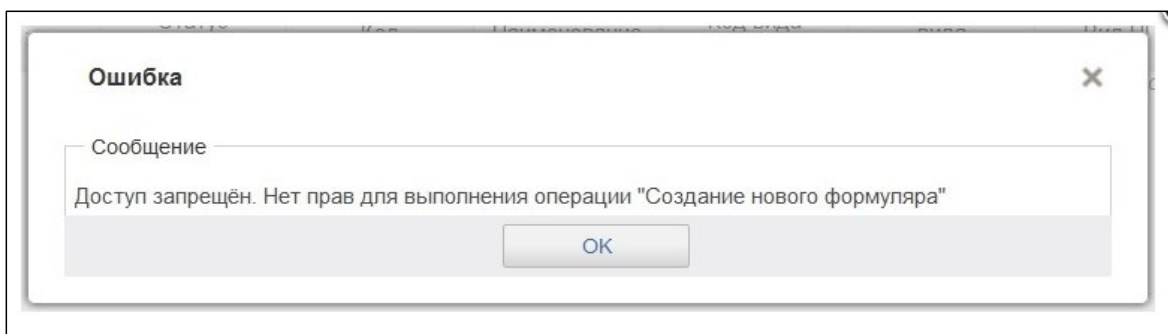 Ошибка
Сообщение
Доступ запрещён. Нет прав для выполнения операции "Создание нового формуляра"
OK